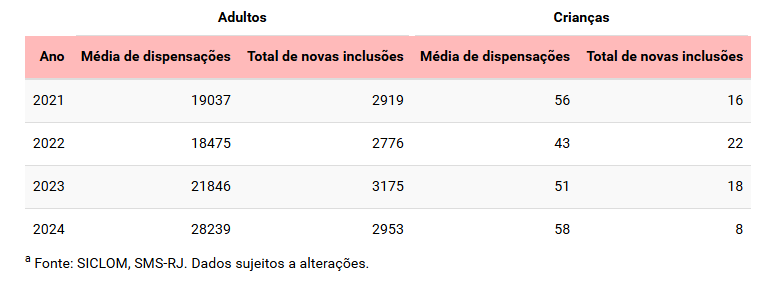 Adultos Crianças
Ano Média de dispensações Total de novas inclusões Média de dispensações Total de novas inclusões
2021 19037 2919 56 16
2022 18475 2776 43 22
2023 21846 3175 51 18
2024 28239 2953 58 8
a Fonte: SICLOM, SMS-RJ. Dados sujeitos a alterações.